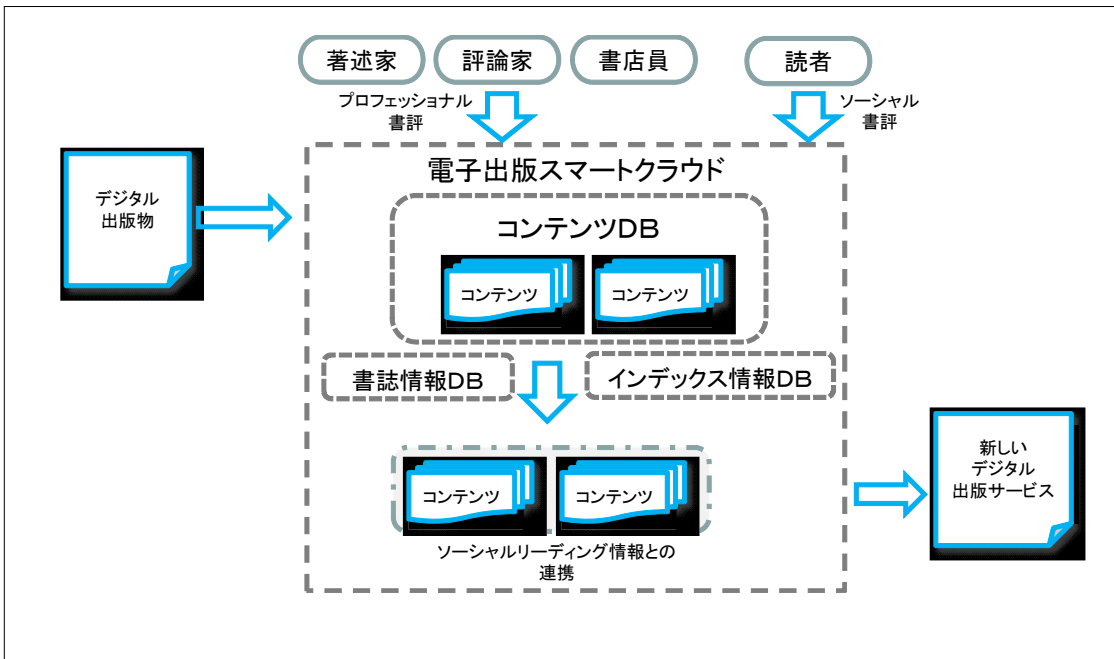 著述家
評論家
書店員
読者
プロフェッショナル
書評
ソーシャル
書評
デジタル
出版物
電子出版スマートクラウド
コンテンツDB
コンテンツ
コンテンツ
書誌情報DB
インデックス情報DB
コンテンツ
コンテンツ
ソーシャルリーディング情報との
連携
新しい
デジタル
出版サービス